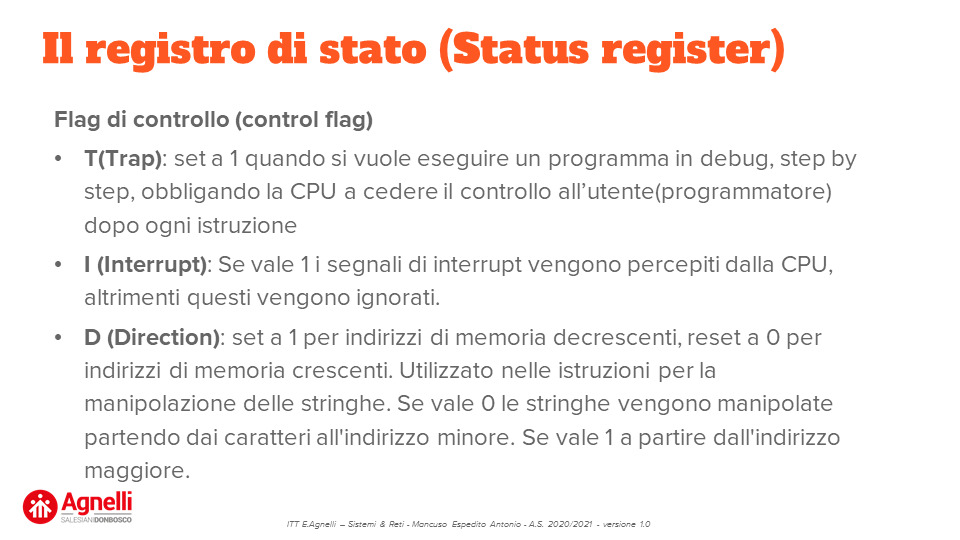 Il registro di stato (Status register)
Flag di controllo (control flag)
• T(Trap): set a 1 quando si vuole eseguire un programma in debug, step by
step, obbligando la CPU a cedere il controllo all’utente(programmatore)
dopo ogni istruzione
• I (Interrupt): Se vale 1 i segnali di interrupt vengono percepiti dalla CPU,
altrimenti questi vengono ignorati.
• D (Direction): set a 1 per indirizzi di memoria decrescenti, reset a 0 per
indirizzi di memoria crescenti. Utilizzato nelle istruzioni per la
manipolazione delle stringhe. Se vale 0 le stringhe vengono manipolate
partendo dai caratteri all'indirizzo minore. Se vale 1 a partire dall'indirizzo
maggiore.
Agnelli
SALESIANIDONBOSCO
ITT E.Agnelli – Sistemi & Reti - Mancuso Espedito Antonio - A.S. 2020/2021 - versione 1.0